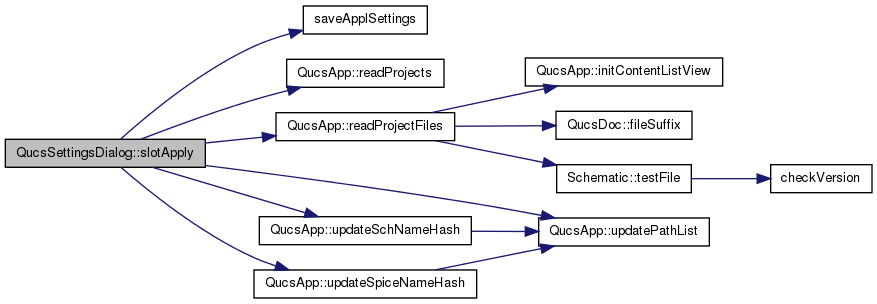 saveApplSettings
QucsApp::readProjects
QucsApp::initContentListView
QucsApp::readProjectFiles
QucsDoc::fileSuffix
QucsSettingsDialog::slotApply
Schematic::testFile
checkVersion
QucsApp::updateSchNameHash
QucsApp::updatePathList
QucsApp::updateSpiceNameHash